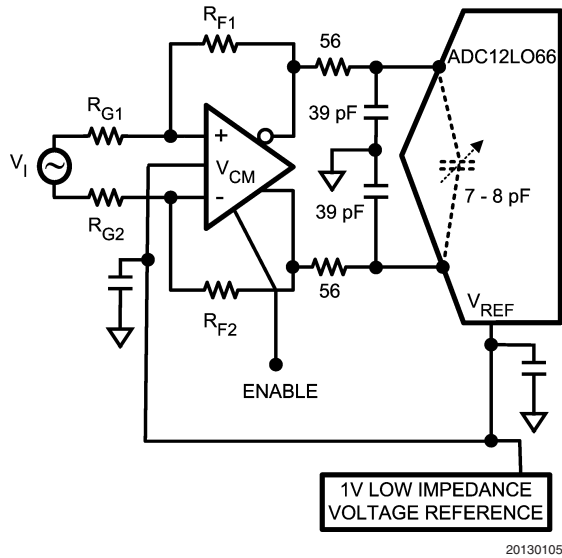 RF1
56
ADC12LO66
RG1
39 pF
+
VI
VCM
-
7 - 8 pF
RG2
39 pF
RF2
56
VREF
ENABLE
1V LOW IMPEDANCE
VOLTAGE REFERENCE
20130105